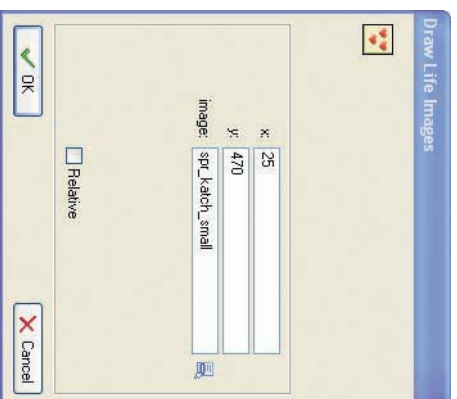 Draw Life Images
x: 25
y: 470
image: spr_katch_small
Relative
OK
Cancel